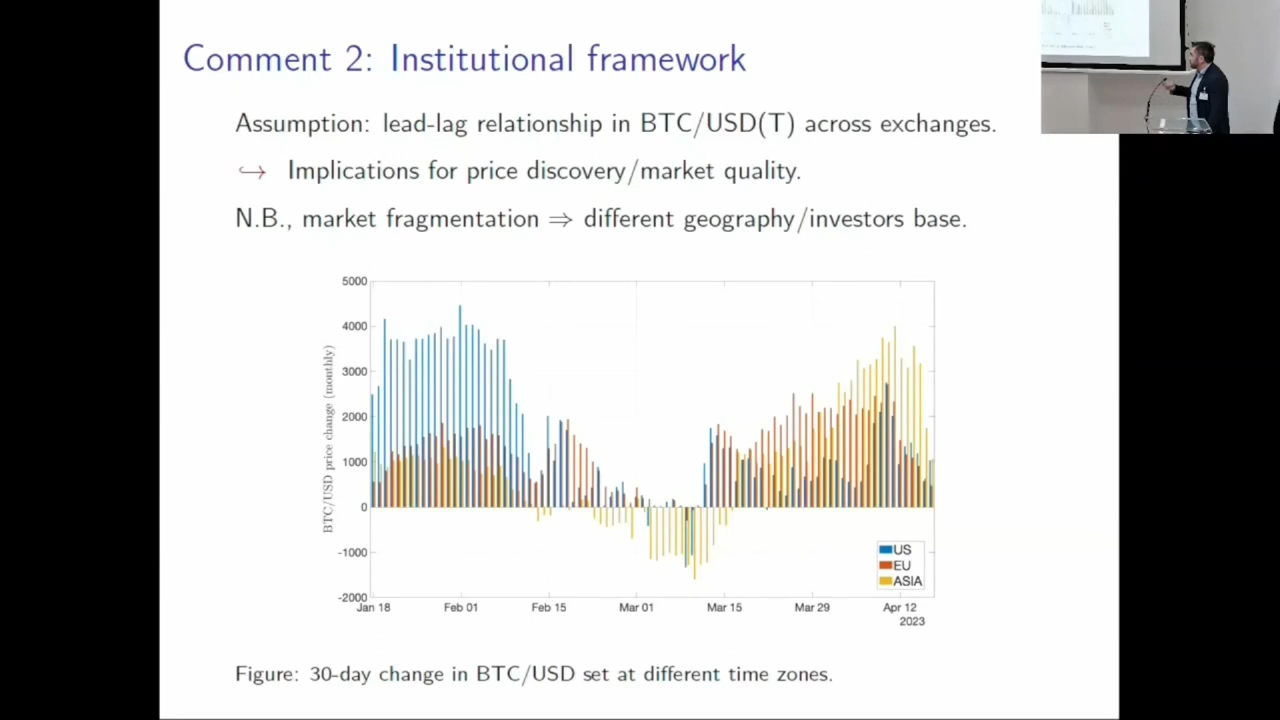 Comment 2: Institutional framework
Assumption: lead-lag relationship in BTC/USD(T) across exchanges.
↪ Implications for price discovery/market quality.
N.B., market fragmentation ⇒ different geography/investors base.
BTC/USD price change (monthly)
5000
4000
3000
2000
1000
0
-1000
-2000
US
EU
ASIA
Jan 18 Feb 01 Feb 15 Mar 01 Mar 15 Mar 29 Apr 12
2023
Figure: 30-day change in BTC/USD set at different time zones.